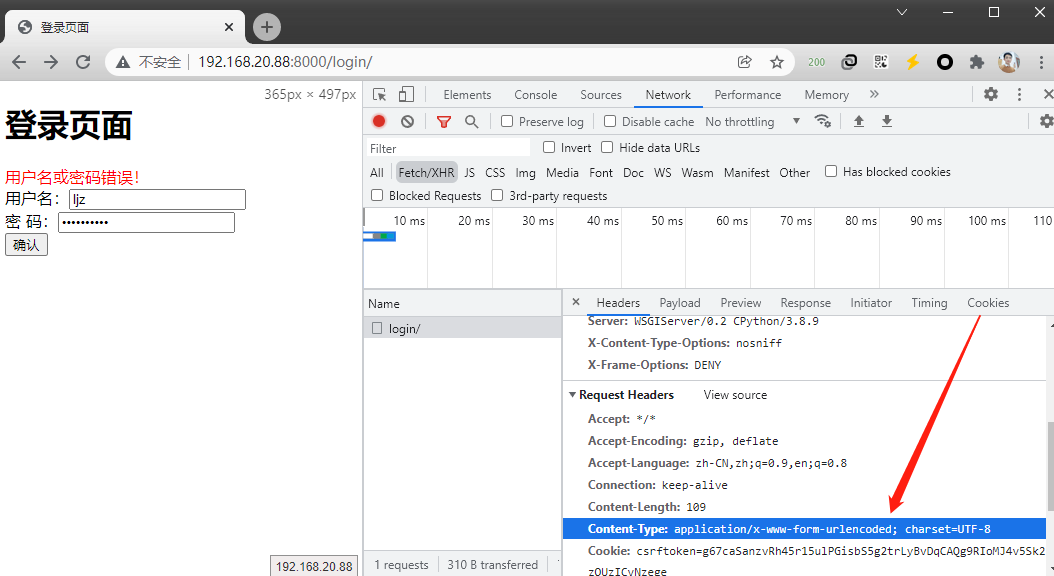 登录页面
不安全 192.168.20.88:8000/login/ 200
365px × 497px
登录页面
用户名或密码错误！
用户名： ljz
密 码： ••••••••••
确认
192.168.20.88
Elements Console Sources Network Performance Memory »
Preserve log Disable cache No throttling
Filter Invert Hide data URLs
All Fetch/XHR JS CSS Img Media Font Doc WS Wasm Manifest Other Has blocked cookies
Blocked Requests 3rd-party requests
10 ms 20 ms 30 ms 40 ms 50 ms 60 ms 70 ms 80 ms 90 ms 100 ms 110
Name
login/
1 requests 310 B transferred
× Headers Payload Preview Response Initiator Timing Cookies
Server: WSGIServer/0.2 CPython/3.8.9
X-Content-Type-Options: nosniff
X-Frame-Options: DENY
Request Headers View source
Accept: */*
Accept-Encoding: gzip, deflate
Accept-Language: zh-CN,zh;q=0.9,en;q=0.8
Connection: keep-alive
Content-Length: 109
Content-Type: application/x-www-form-urlencoded; charset=UTF-8
Cookie: csrftoken=g67caSanzvRh45r15ulPGisbS5g2trLyBvDqCAQg9RIoMJ4v5Sk2